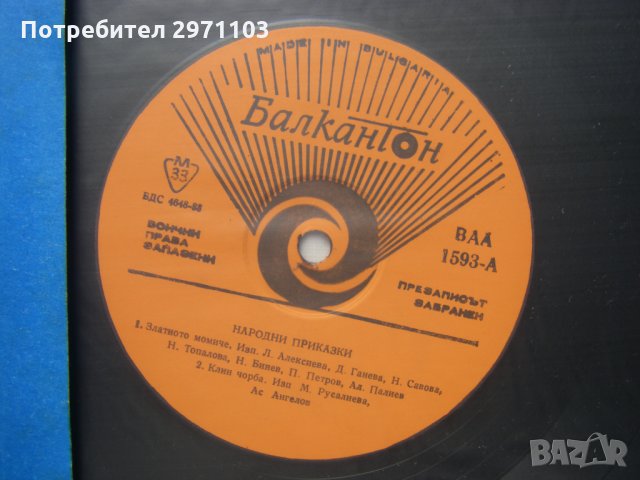 Потребител 2971103
MADE IN BULGARIA
Балкантон
М
33
БДС 4648-88
ВСИЧКИ
ПРАВА
ЗАПАЗЕНИ
ВАА
1593-А
ПРЕЗАПИСЪТ
ЗАБРАНЕН
НАРОДНИ ПРИКАЗКИ
1. Златното момиче, Изп. Л. Алексиева, Д. Ганева, Н. Савова,
Н. Топалова, Н. Бинев, П. Петров, Ал. Палиев
2. Клин чорба. Изп М. Русалиева,
Ас Ангелов
BAZAR